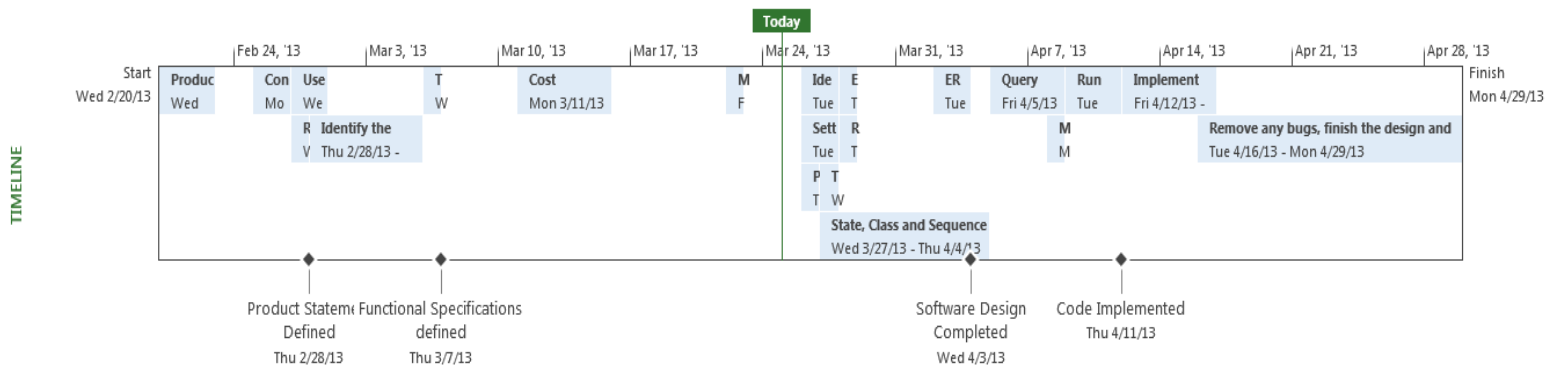 Today
Feb 24, '13
Mar 3, '13
Mar 10, '13
Mar 17, '13
Mar 24, '13
Mar 31, '13
Apr 7, '13
Apr 14, '13
Apr 21, '13
Apr 28, '13
Start
Wed 2/20/13
Finish
Mon 4/29/13
TIMELINE
Produc
Wed
Con
Mo
Use
We
T
W
Cost
Mon 3/11/13
M
F
Ide
Tue
E
T
ER
Tue
Query
Fri 4/5/13
Run
Tue
Implement
Fri 4/12/13 -
R
V
Identify the
Thu 2/28/13 -
Sett
Tue
R
T
M
M
Remove any bugs, finish the design and
Tue 4/16/13 - Mon 4/29/13
P
T
T
W
State, Class and Sequence
Wed 3/27/13 - Thu 4/4/13
Product Stateme
Defined
Thu 2/28/13
Functional Specifications
defined
Thu 3/7/13
Software Design
Completed
Wed 4/3/13
Code Implemented
Thu 4/11/13